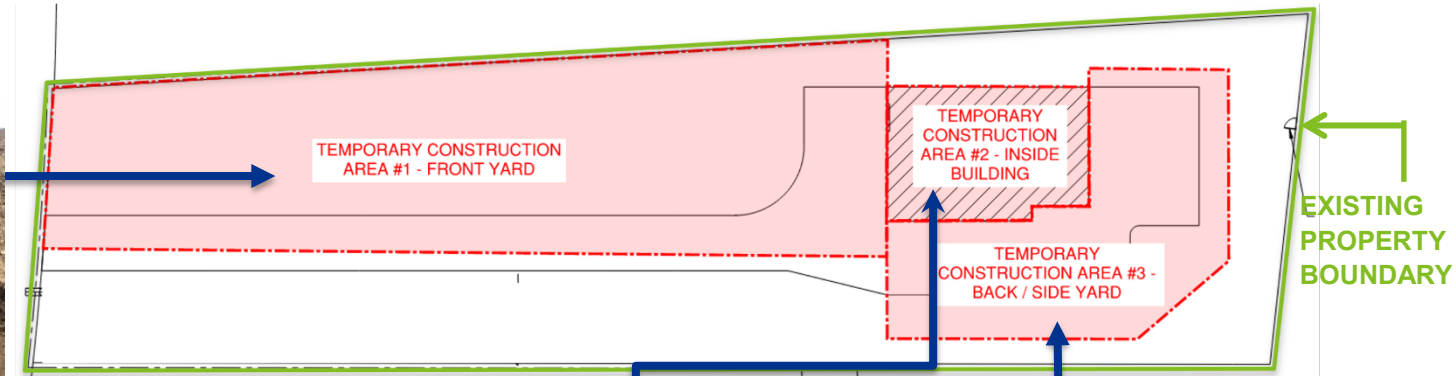 TEMPORARY CONSTRUCTION
AREA #1 - FRONT YARD
TEMPORARY
CONSTRUCTION
AREA #2 - INSIDE
BUILDING
TEMPORARY
CONSTRUCTION AREA #3 -
BACK / SIDE YARD
EXISTING
PROPERTY
BOUNDARY